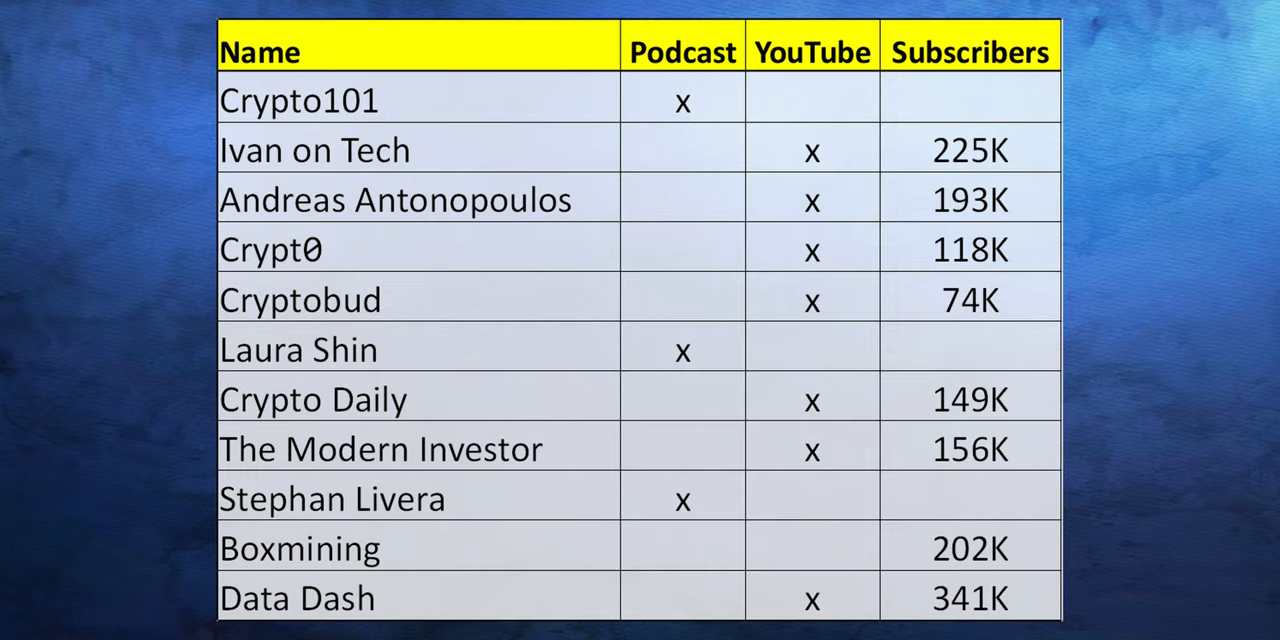 Name Podcast YouTube Subscribers
Crypto101 x
Ivan on Tech x 225K
Andreas Antonopoulos x 193K
Crypt0 x 118K
Cryptobud x 74K
Laura Shin x
Crypto Daily x 149K
The Modern Investor x 156K
Stephan Livera x
Boxmining 202K
Data Dash x 341K